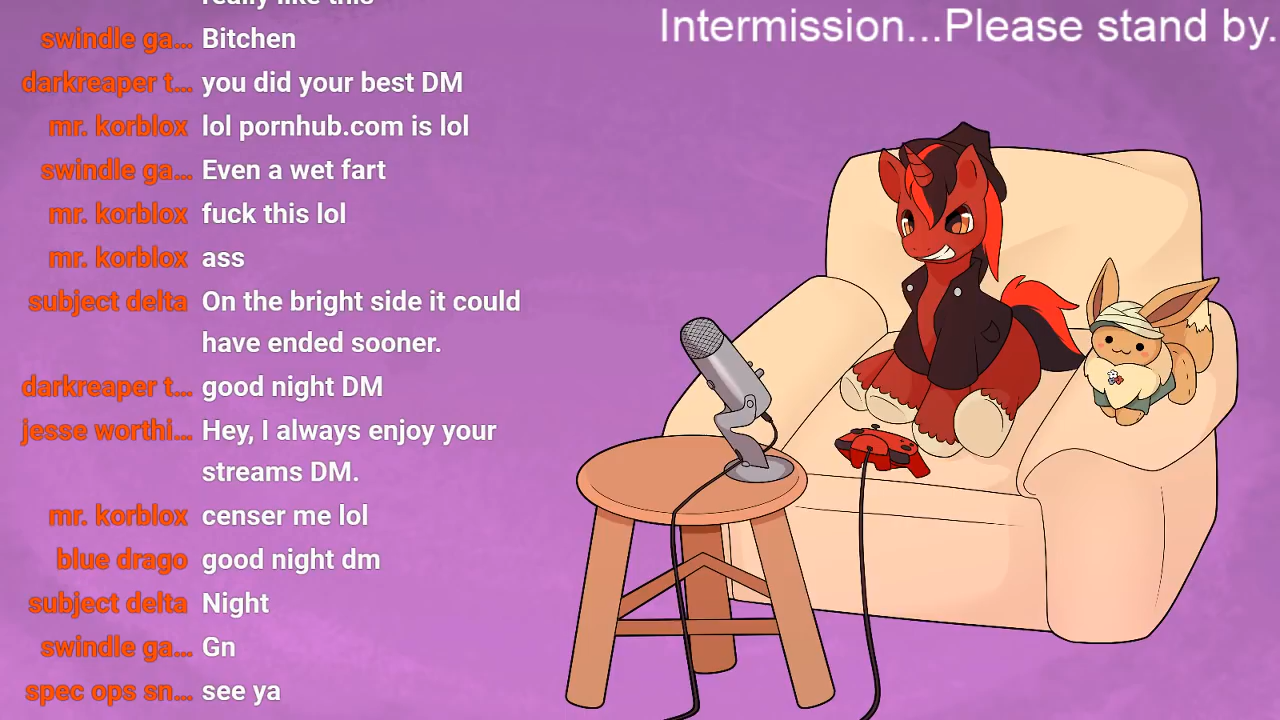 really like this
Intermission...Please stand by.
swindle ga... Bitchen
darkreaper t... you did your best DM
mr. korblox lol pornhub.com is lol
swindle ga... Even a wet fart
mr. korblox fuck this lol
mr. korblox ass
subject delta On the bright side it could
have ended sooner.
darkreaper t... good night DM
jesse worthi... Hey, I always enjoy your
streams DM.
mr. korblox censer me lol
blue drago good night dm
subject delta Night
swindle ga... Gn
spec ops sn... see ya